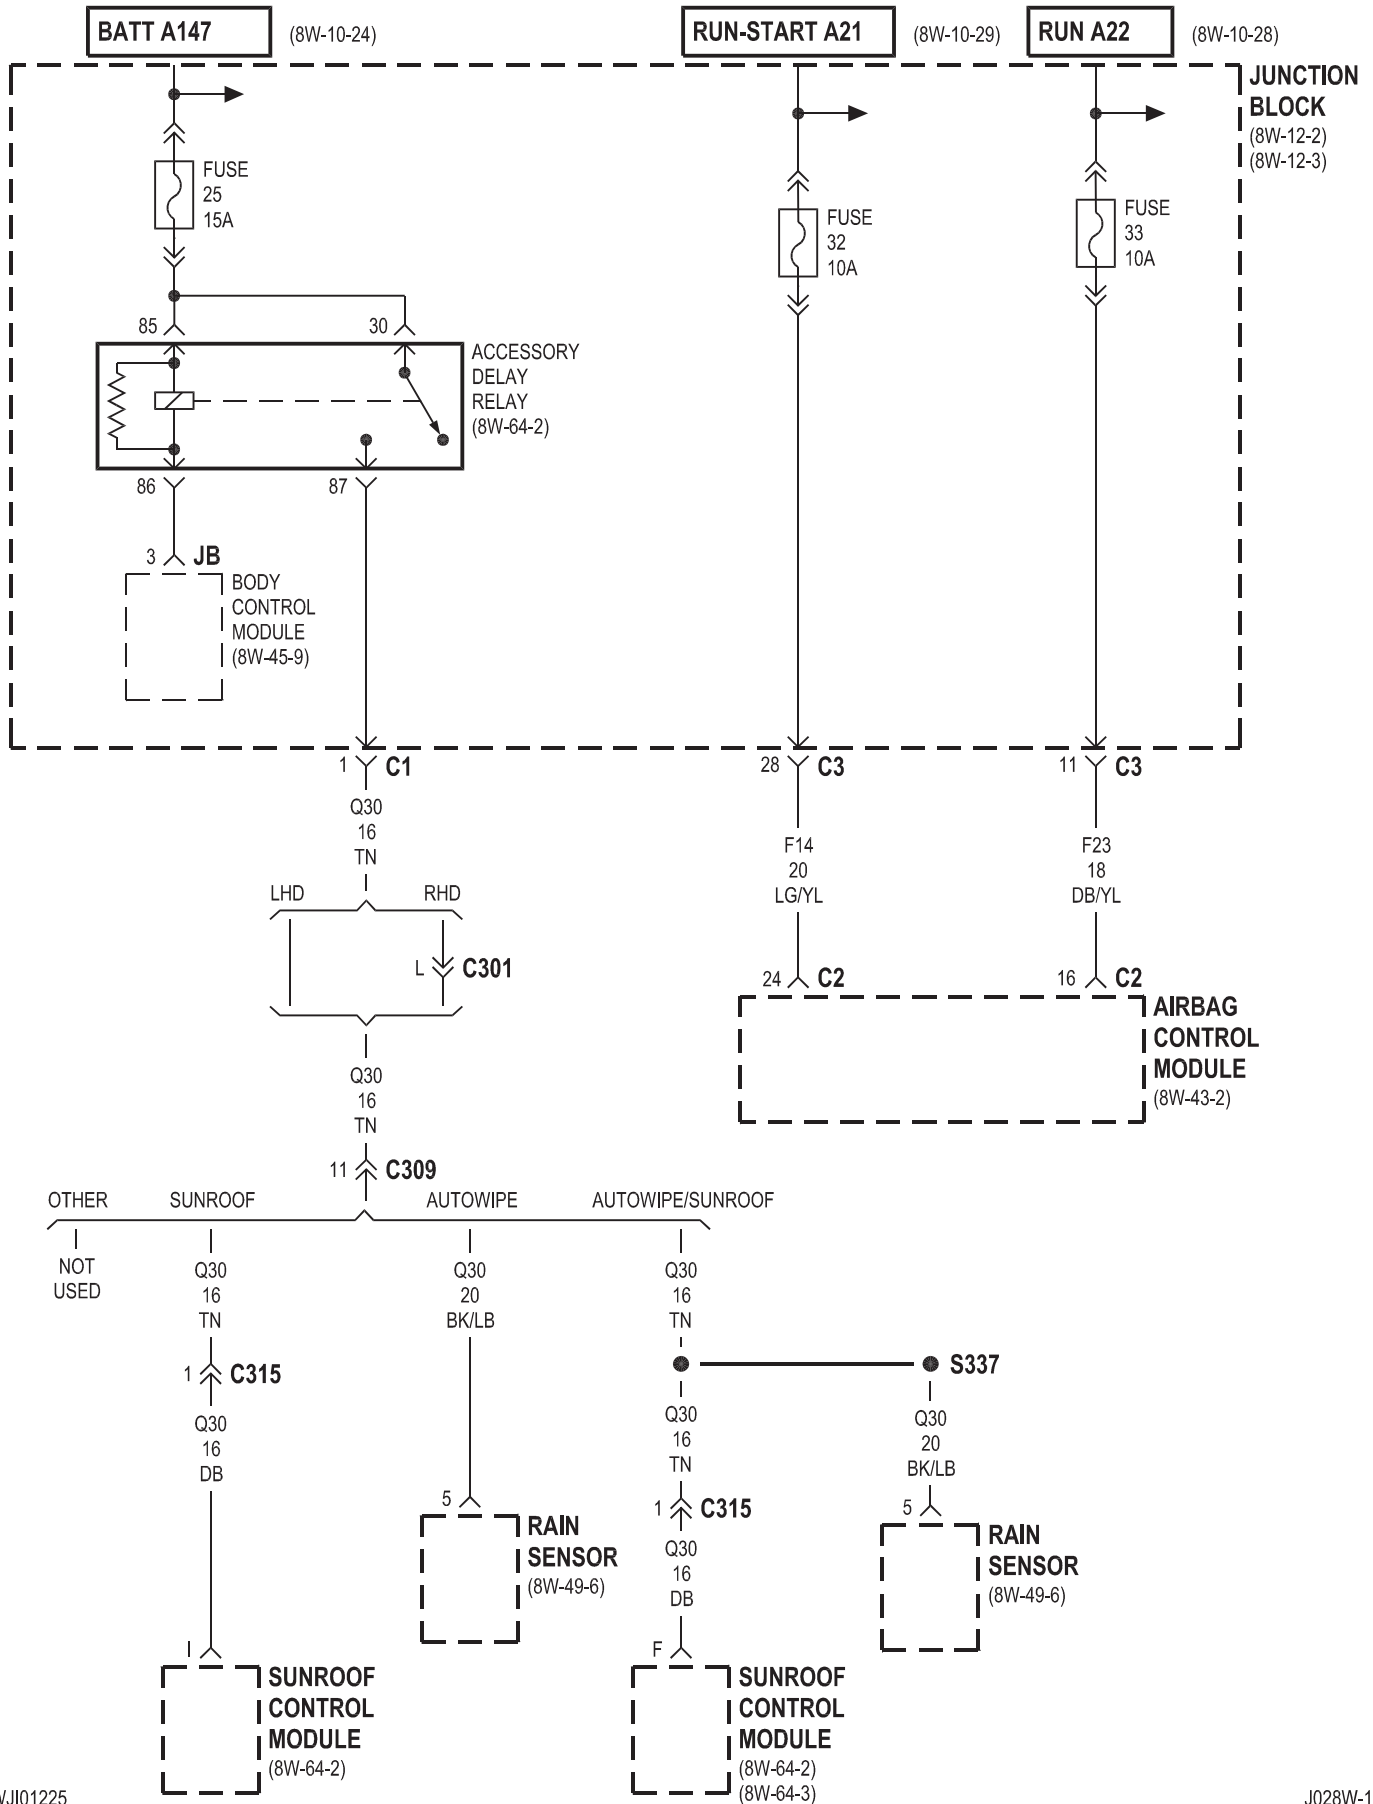 BATT A147 (8W-10-24)
RUN-START A21 (8W-10-29)
RUN A22 (8W-10-28)
JUNCTION
BLOCK
(8W-12-2)
(8W-12-3)
FUSE
25
15A
FUSE
32
10A
FUSE
33
10A
85
30
ACCESSORY
DELAY
RELAY
(8W-64-2)
86
87
3 JB
BODY
CONTROL
MODULE
(8W-45-9)
1 C1
28 C3
11 C3
Q30
16
TN
F14
20
LG/YL
F23
18
DB/YL
LHD RHD
L C301
24 C2
16 C2
AIRBAG
CONTROL
MODULE
(8W-43-2)
Q30
16
TN
11 C309
OTHER SUNROOF AUTOWIPE AUTOWIPE/SUNROOF
NOT
USED
Q30
16
TN
1 C315
Q30
16
DB
Q30
20
BK/LB
Q30
16
TN
S337
Q30
16
TN
1 C315
Q30
16
DB
Q30
20
BK/LB
5
RAIN
SENSOR
(8W-49-6)
5
RAIN
SENSOR
(8W-49-6)
I
SUNROOF
CONTROL
MODULE
(8W-64-2)
F
SUNROOF
CONTROL
MODULE
(8W-64-2)
(8W-64-3)
WJI01225
J028W-1